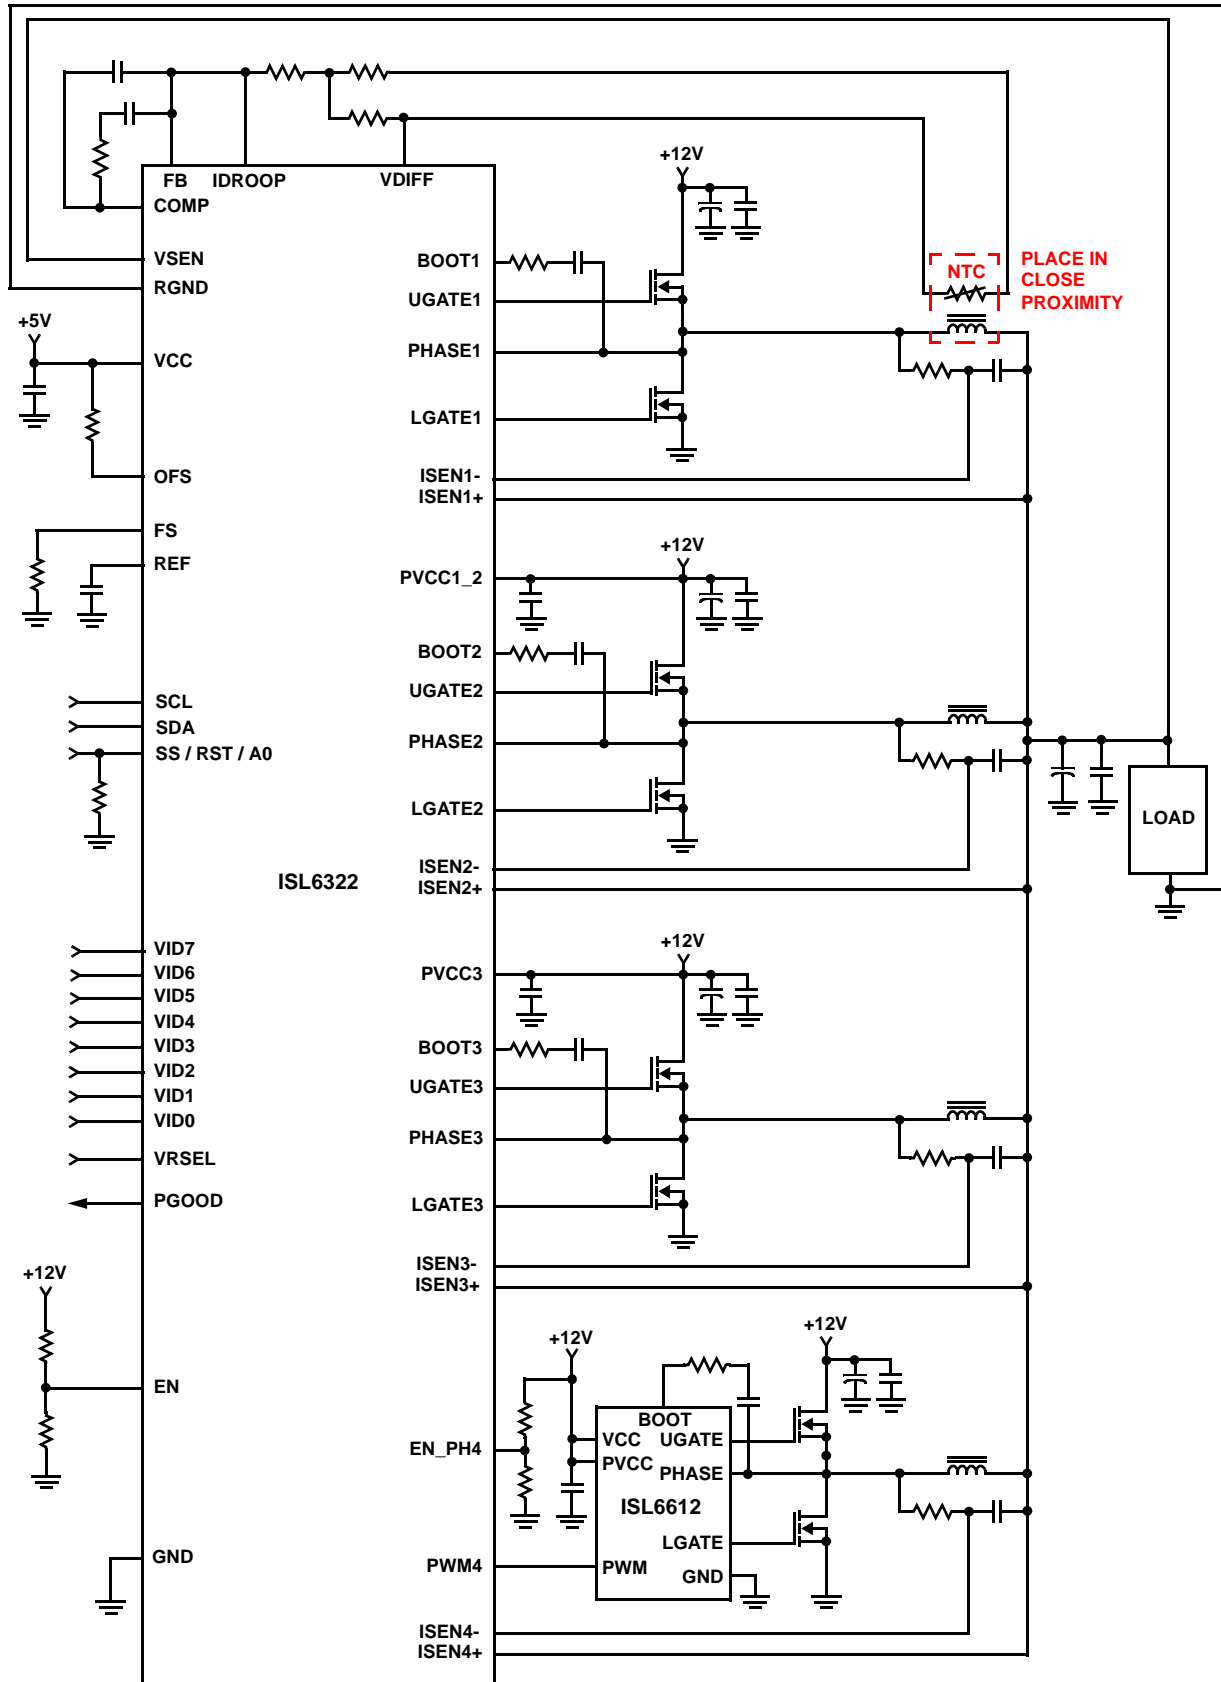 +12V
FB IDROOP VDIFF
COMP
VSEN
RGND
BOOT1
UGATE1
NTC
PLACE IN
CLOSE
PROXIMITY
+5V
VCC
PHASE1
LGATE1
OFS
ISEN1-
ISEN1+
FS
REF
+12V
PVCC1_2
BOOT2
UGATE2
SCL
SDA
SS / RST / A0
PHASE2
LGATE2
LOAD
ISL6322
ISEN2-
ISEN2+
VID7
VID6
VID5
VID4
VID3
VID2
VID1
VID0
VRSEL
PGOOD
+12V
PVCC3
BOOT3
UGATE3
PHASE3
LGATE3
ISEN3-
ISEN3+
+12V
EN
+12V
+12V
EN_PH4
BOOT
VCC
UGATE
PVCC
PHASE
ISL6612
LGATE
PWM
GND
GND
PWM4
ISEN4-
ISEN4+